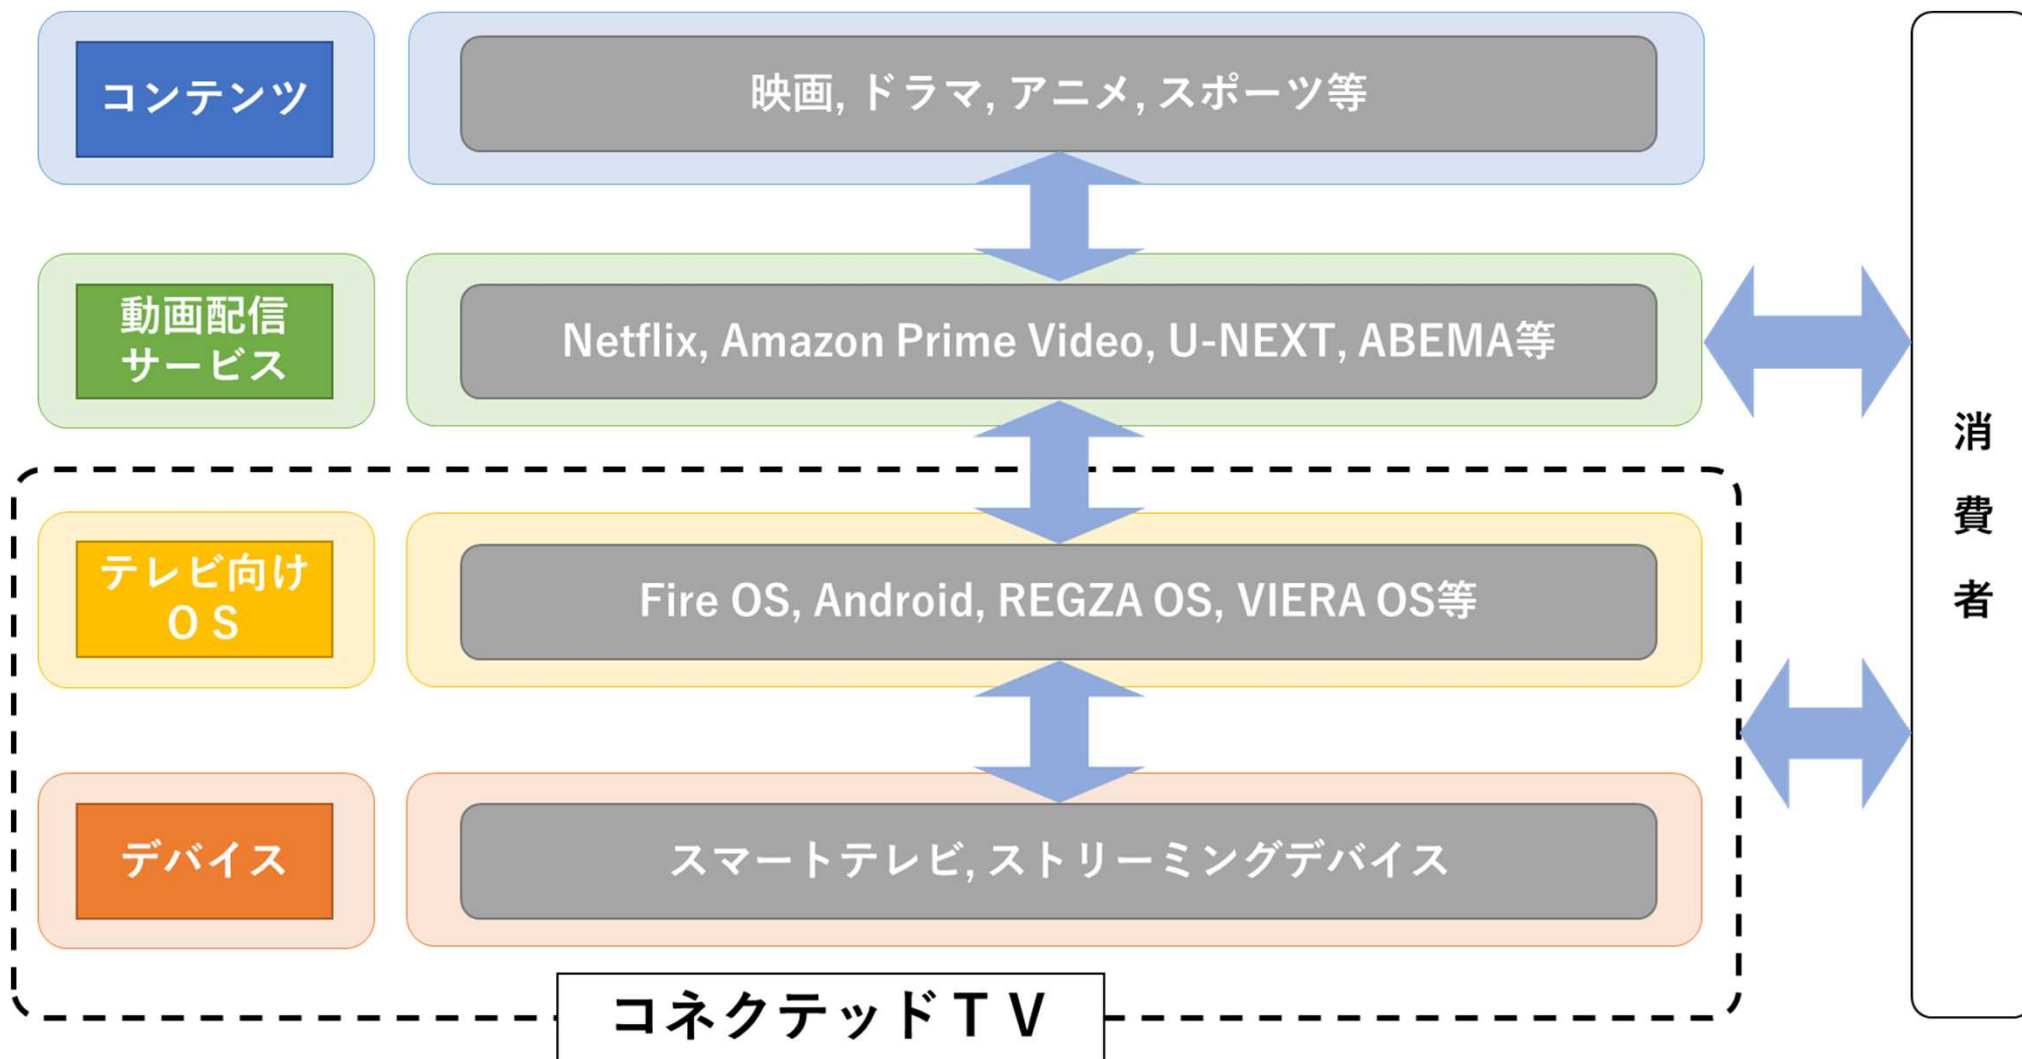 コンテンツ
映画, ドラマ, アニメ, スポーツ等
動画配信
サービス
Netflix, Amazon Prime Video, U-NEXT, ABEMA等
テレビ向け
ＯＳ
Fire OS, Android, REGZA OS, VIERA OS等
デバイス
スマートテレビ, ストリーミングデバイス
コネクテッドＴＶ
消
費
者